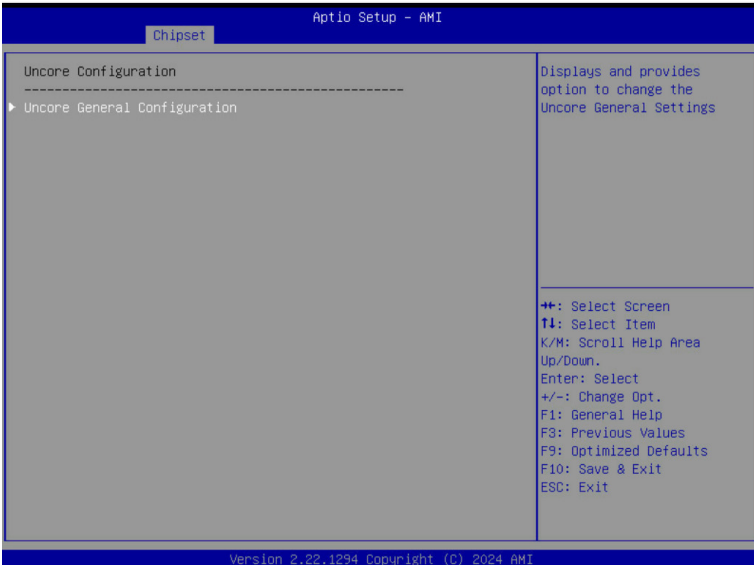 Aptio Setup – AMI
Chipset
Uncore Configuration
--------------------------------------------------
Uncore General Configuration
Displays and provides
option to change the
Uncore General Settings
→←: Select Screen
↑↓: Select Item
K/M: Scroll Help Area
Up/Down.
Enter: Select
+/-: Change Opt.
F1: General Help
F3: Previous Values
F9: Optimized Defaults
F10: Save & Exit
ESC: Exit
Version 2.22.1294 Copyright (C) 2024 AMI